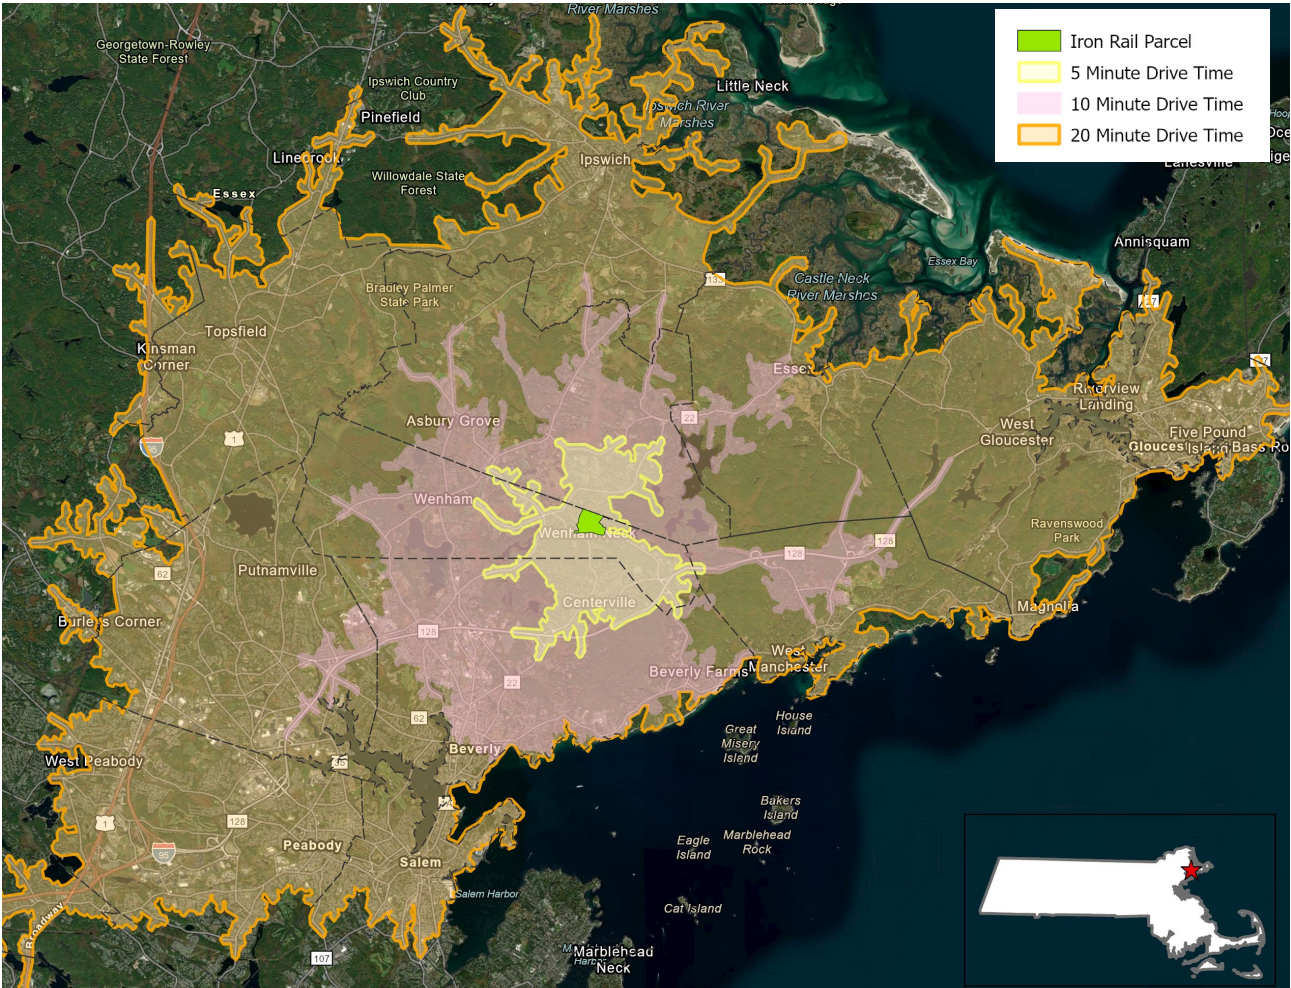 River Marshes
Georgetown-Rowley
State Forest
Iron Rail Parcel
5 Minute Drive Time
10 Minute Drive Time
20 Minute Drive Time
Ipswich Country
Club
Little Neck
Pinefield
Ipswich River
Marshes
Linebrook
Ipswich
Lanesville
Willowdale State
Forest
Essex
Annisquam
Essex Bay
133
Castle Neck
River Marshes
Bradley Palmer
State Park
Topsfield
Kinsman
Corner
Essex
Riverview
Landing
Asbury Grove
22
West
Gloucester
Five Pound
Island
Bass Ro
1
95
Wenham
Wenham Neck
Ravenswood
Park
128
128
62
Putnamville
Centerville
Magnolia
Burleys Corner
128
West
Manchester
Beverly Farms
22
62
House
Island
Great
Misery
Island
Beverly
West Peabody
Bakers
Island
1
128
Marblehead
Rock
Eagle
Island
Peabody
95
Salem
Salem Harbor
Cat Island
Broadway
107
Marblehead
Neck